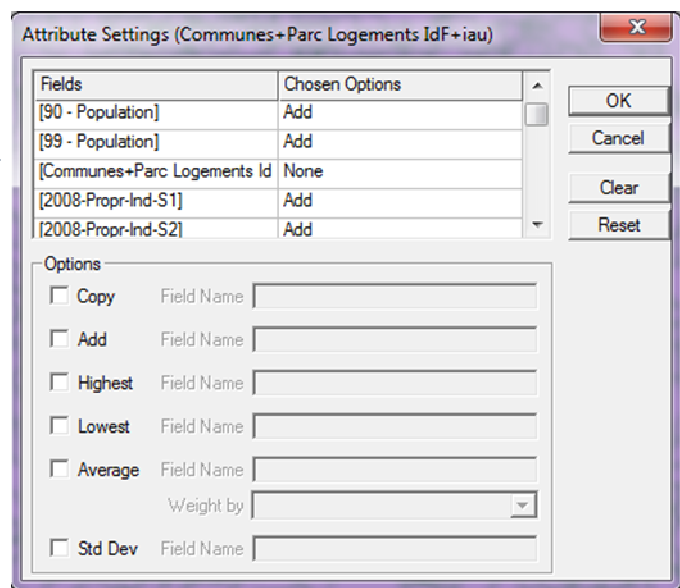 Attribute Settings (Communes+Parc Logements IdF+iau)
Fields Chosen Options
[90 - Population] Add
[99 - Population] Add
[Communes+Parc Logements Id None
[2008-Propr-Ind-S1] Add
[2008-Propr-Ind-S2] Add
OK
Cancel
Clear
Reset
Options
Copy Field Name
Add Field Name
Highest Field Name
Lowest Field Name
Average Field Name
Weight by
Std Dev Field Name